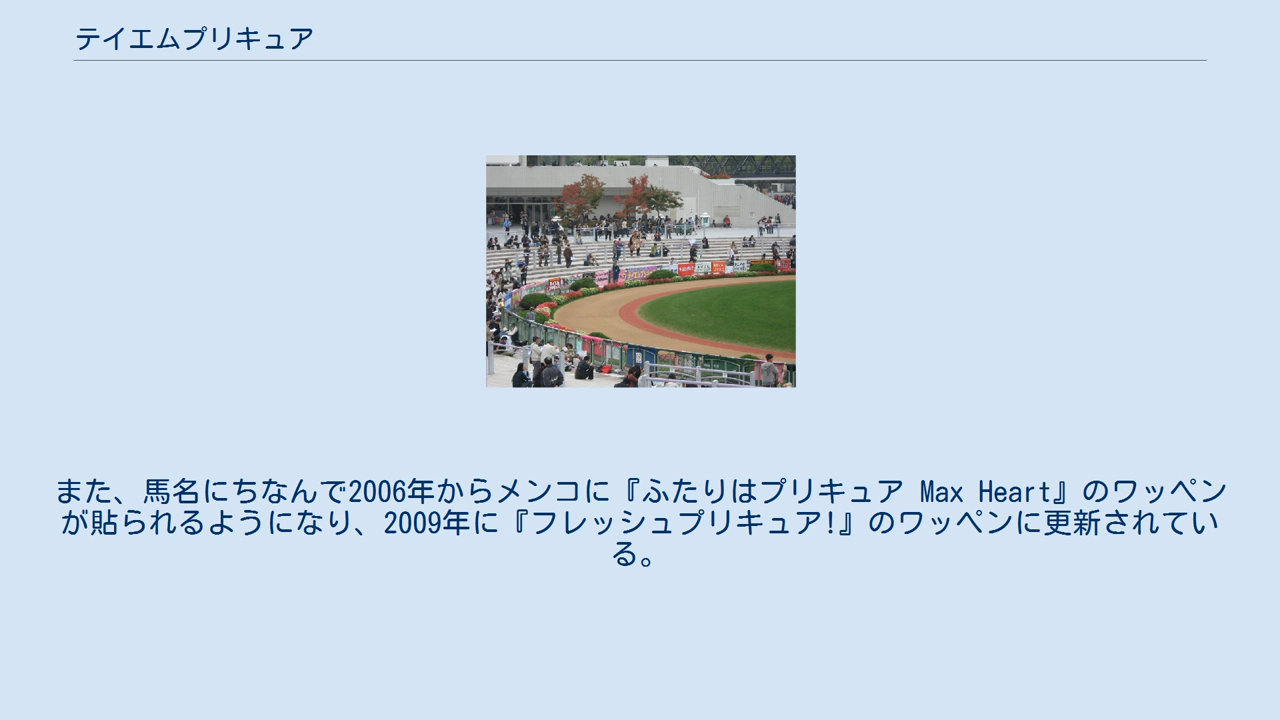 テイエムプリキュア
また、馬名にちなんで2006年からメンコに『ふたりはプリキュア Max Heart』のワッペン
が貼られるようになり、2009年に『フレッシュプリキュア!』のワッペンに更新されてい
る。